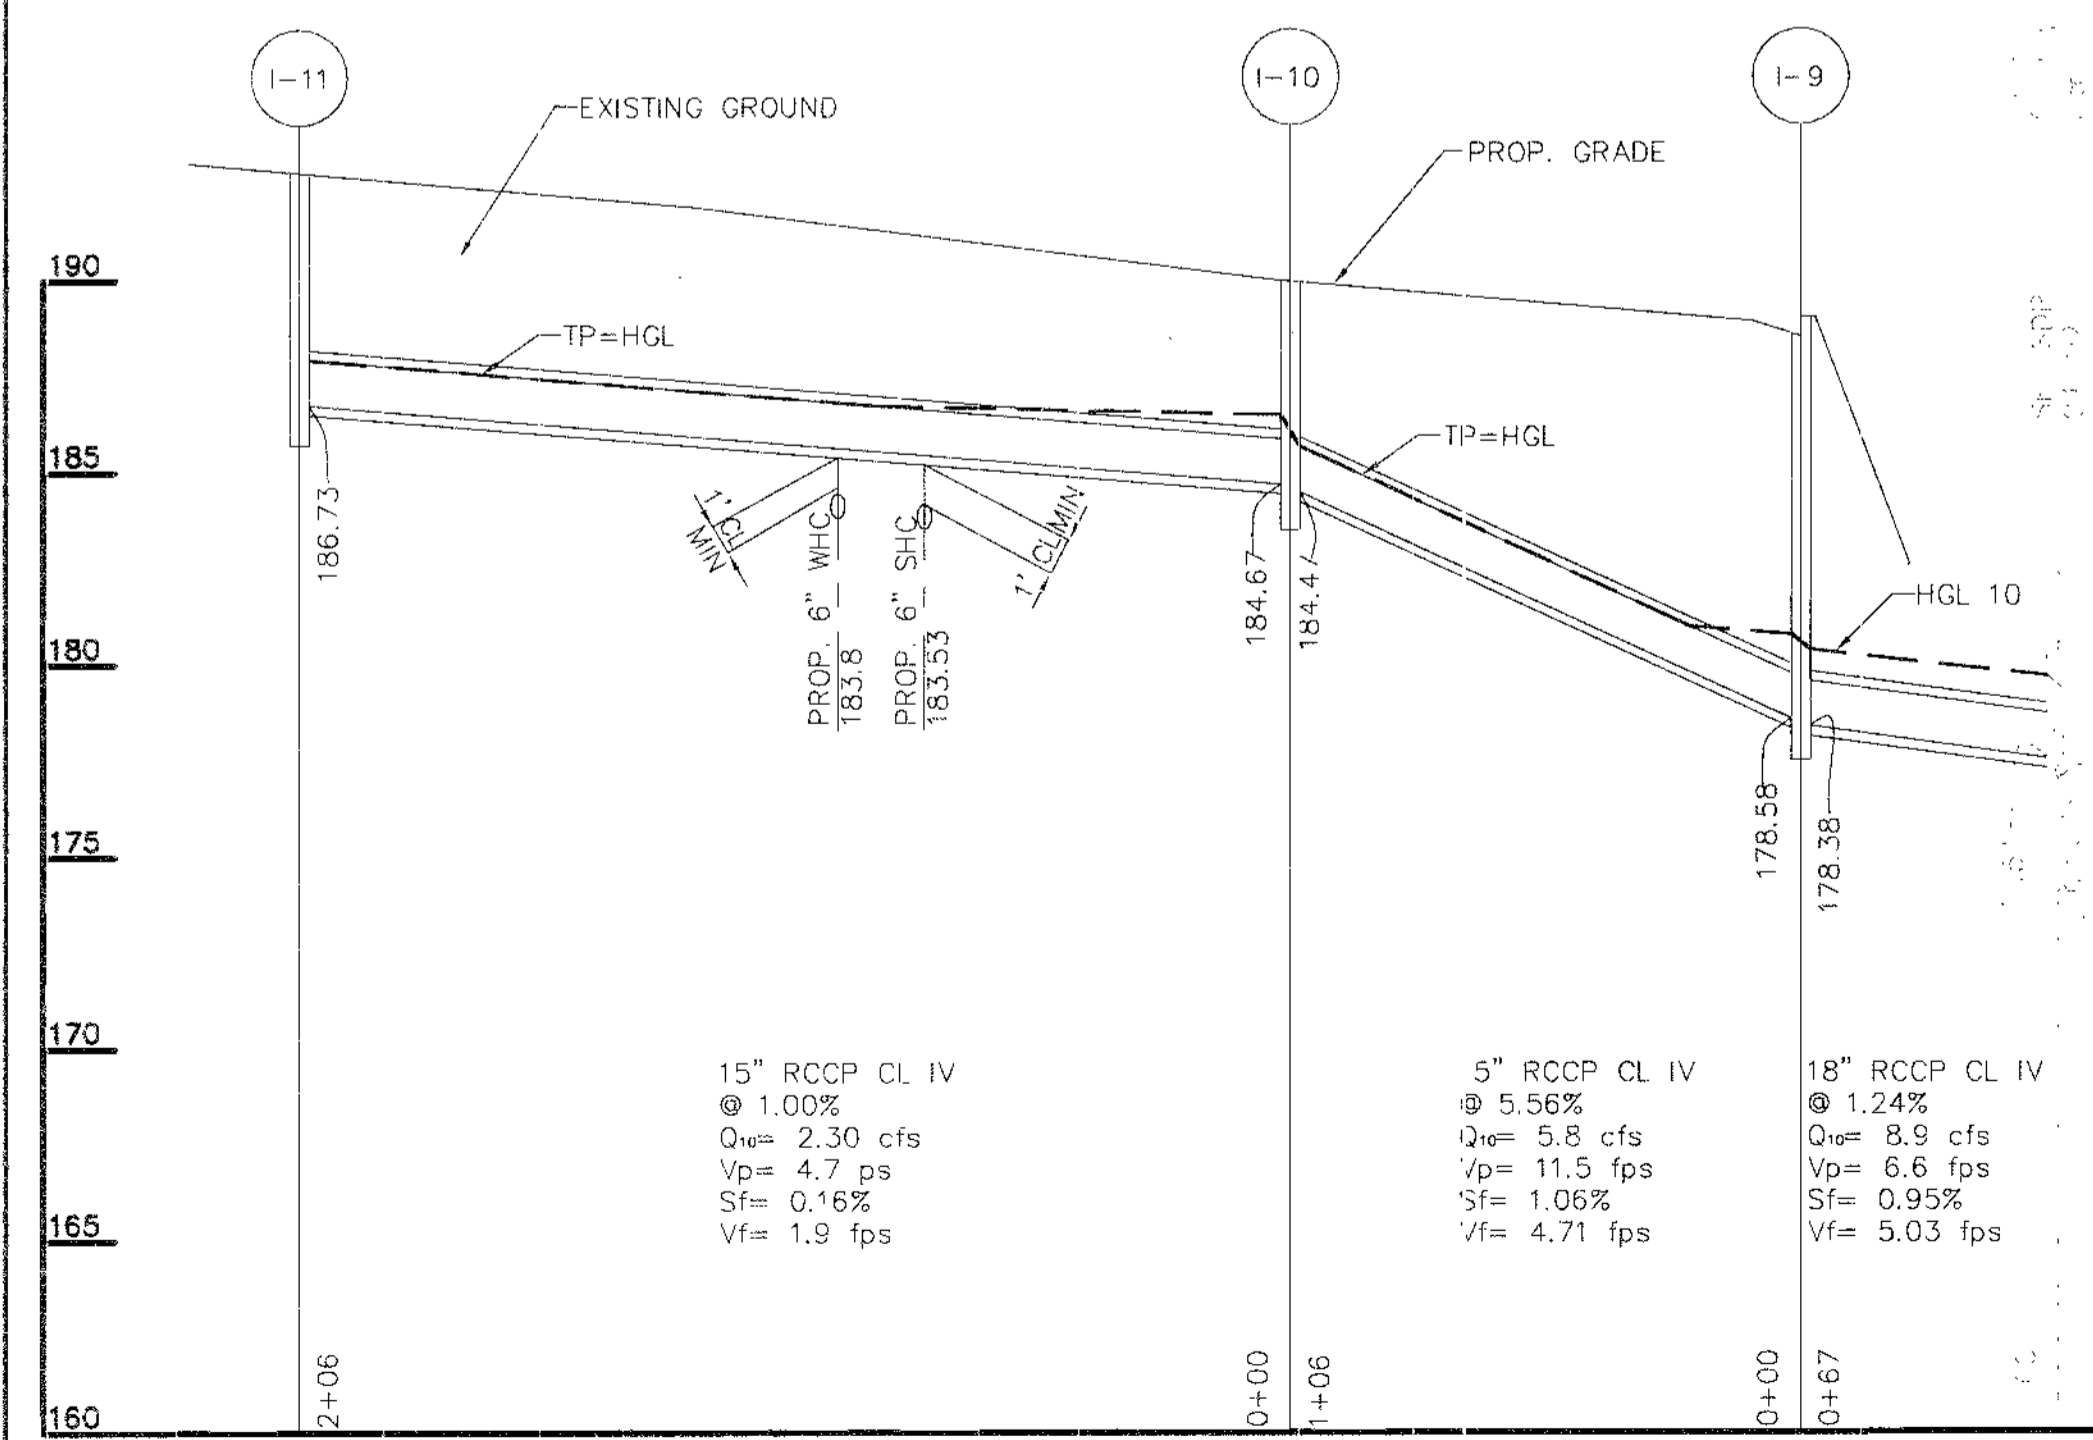 I-11
I-10
I-9
EXISTING GROUND
PROP. GRADE
190
TP=HGL
TP=HGL
185
186.73
1' CL
MIN
PROP. 6" WHC
183.8
PROP. 6" SHC
183.53
1' CL MIN
184.67
184.47
HGL 10
180
178.58
178.38
175
170
15" RCCP CL IV
@ 1.00%
Q10= 2.30 cfs
Vp= 4.7 ps
Sf= 0.16%
Vf= 1.9 fps
5" RCCP CL IV
@ 5.56%
Q10= 5.8 cfs
Vp= 11.5 fps
Sf= 1.06%
Vf= 4.71 fps
18" RCCP CL IV
@ 1.24%
Q10= 8.9 cfs
Vp= 6.6 fps
Sf= 0.95%
Vf= 5.03 fps
165
160
2+06
0+00
1+06
0+00
0+67